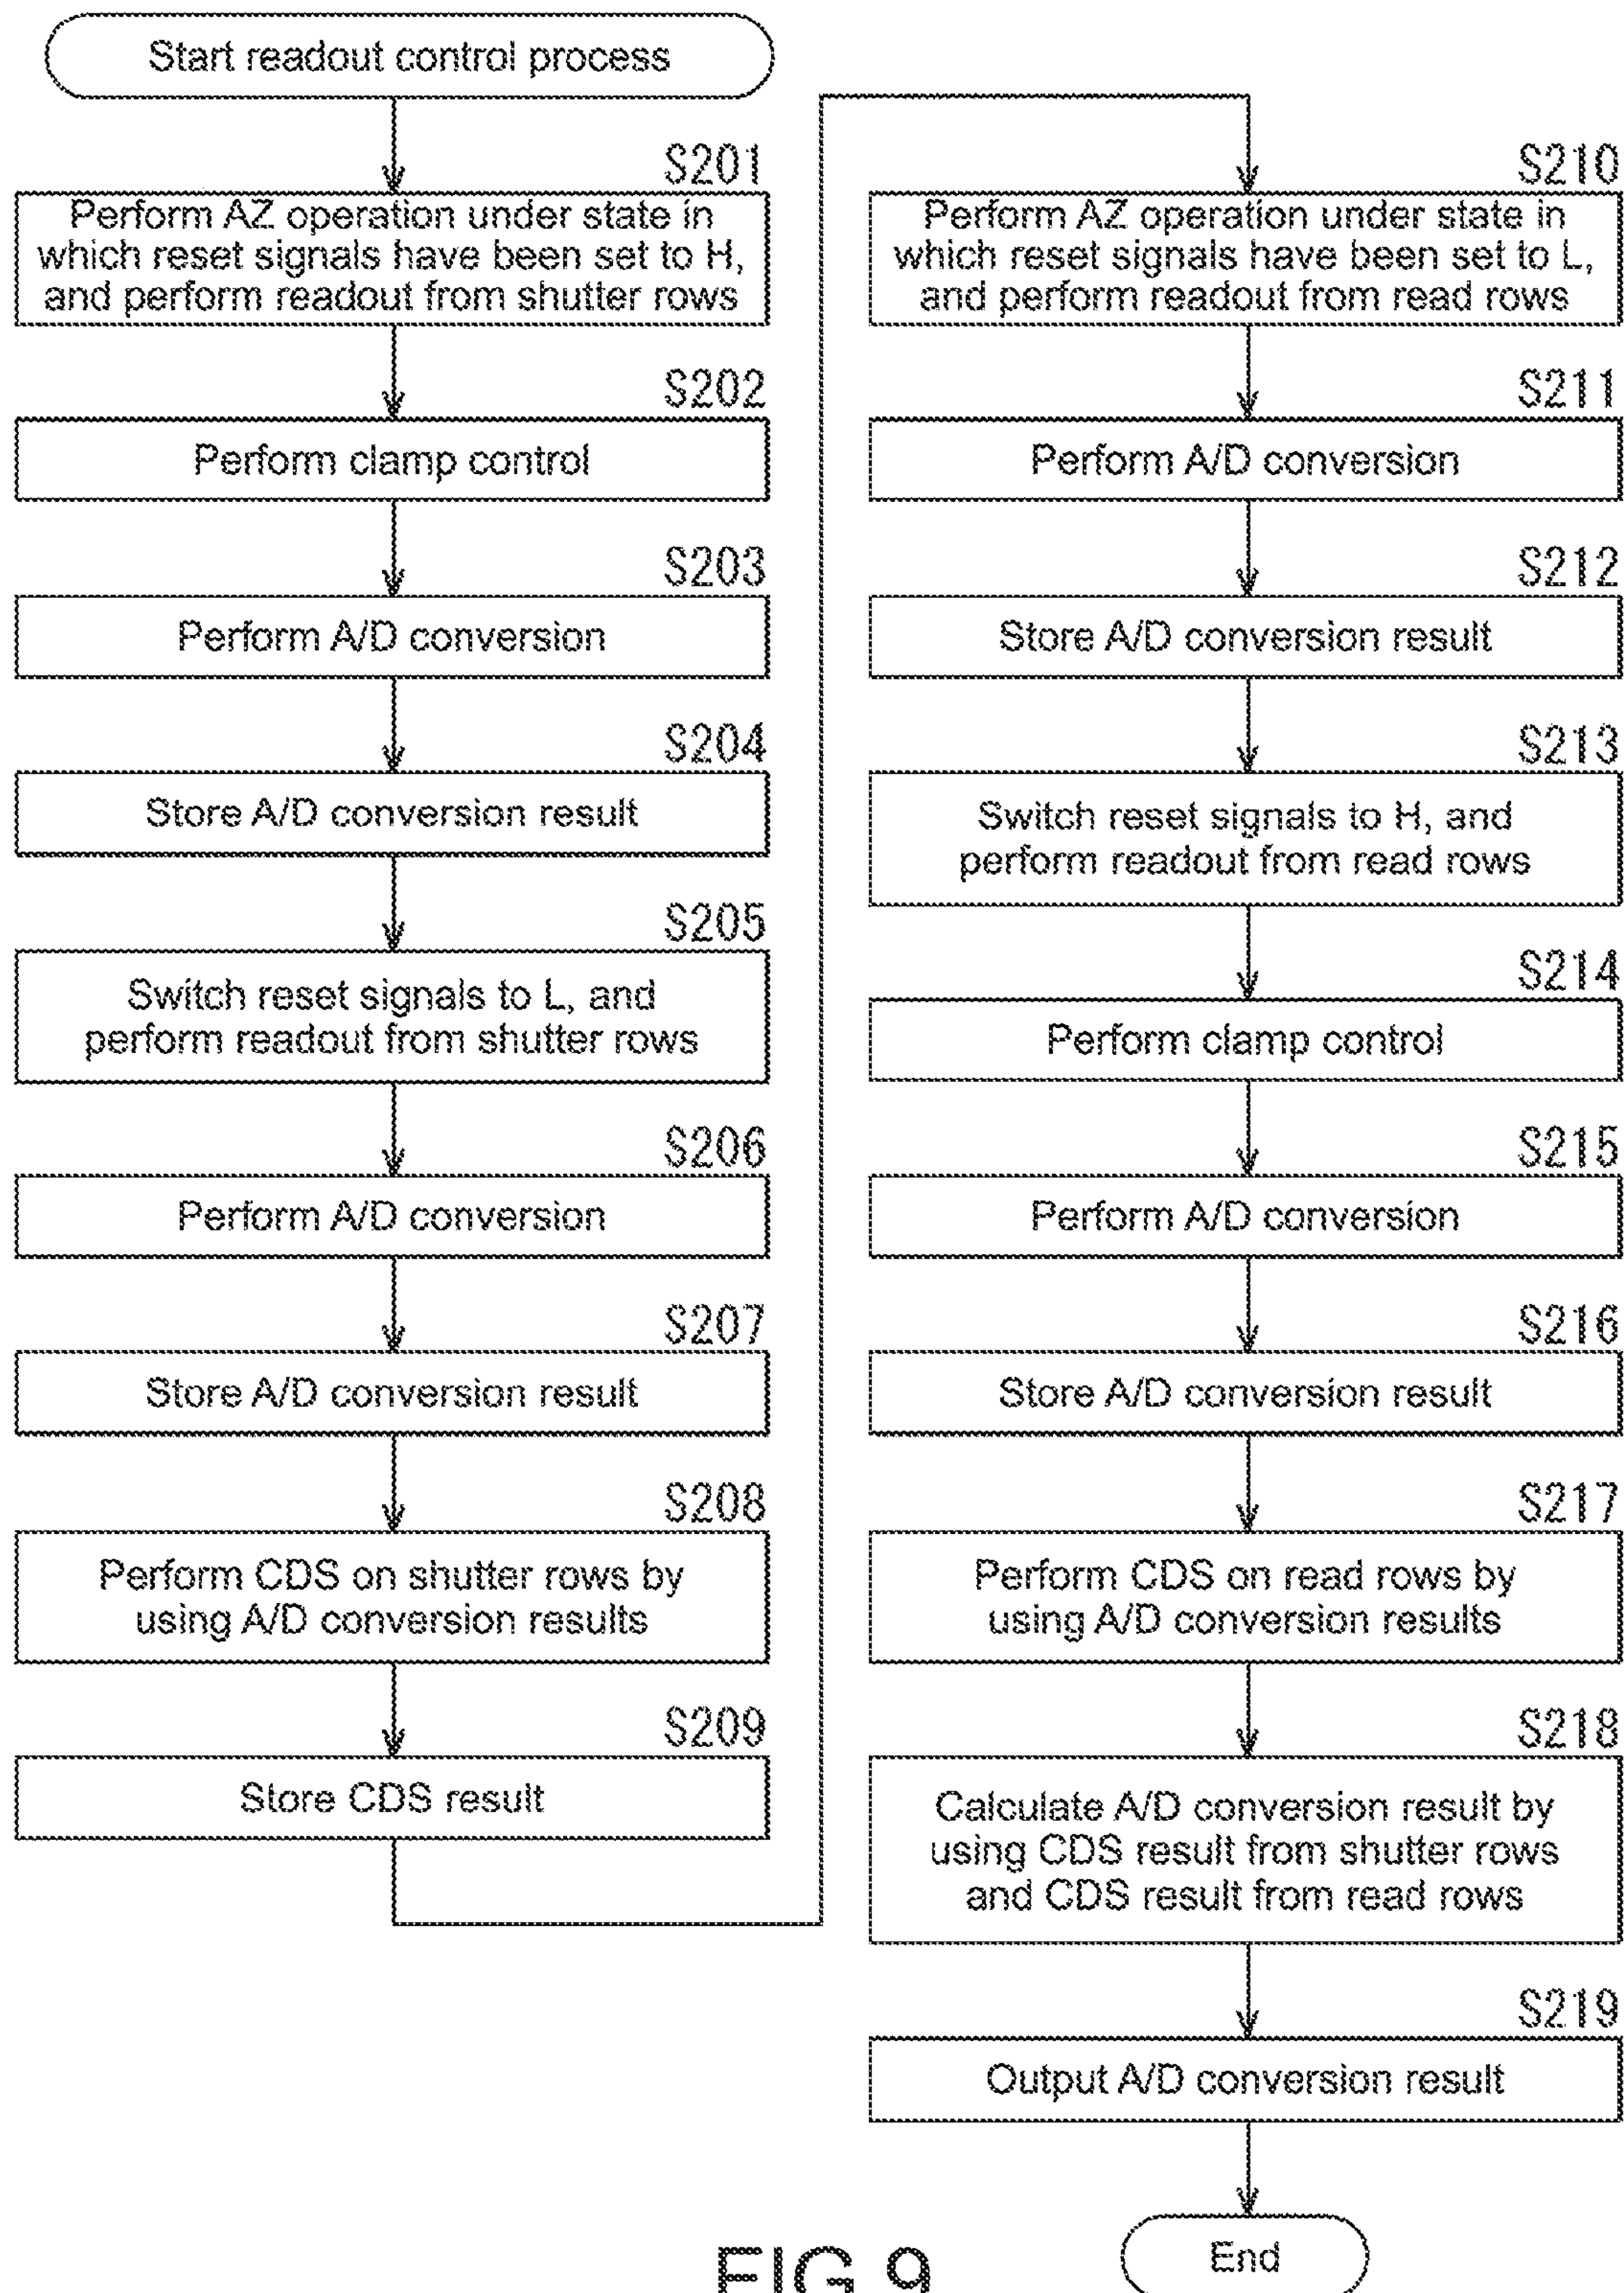 Start readout control process
S201
Perform AZ operation under state in
which reset signals have been set to H,
and perform readout from shutter rows
S202
Perform clamp control
S203
Perform A/D conversion
S204
Store A/D conversion result
S205
Switch reset signals to L, and
perform readout from shutter rows
S206
Perform A/D conversion
S207
Store A/D conversion result
S208
Perform CDS on shutter rows by
using A/D conversion results
S209
Store CDS result
S210
Perform AZ operation under state in
which reset signals have been set to L,
and perform readout from read rows
S211
Perform A/D conversion
S212
Store A/D conversion result
S213
Switch reset signals to H, and
perform readout from read rows
S214
Perform clamp control
S215
Perform A/D conversion
S216
Store A/D conversion result
S217
Perform CDS on read rows by
using A/D conversion results
S218
Calculate A/D conversion result by
using CDS result from shutter rows
and CDS result from read rows
S219
Output A/D conversion result
End
FIG.9